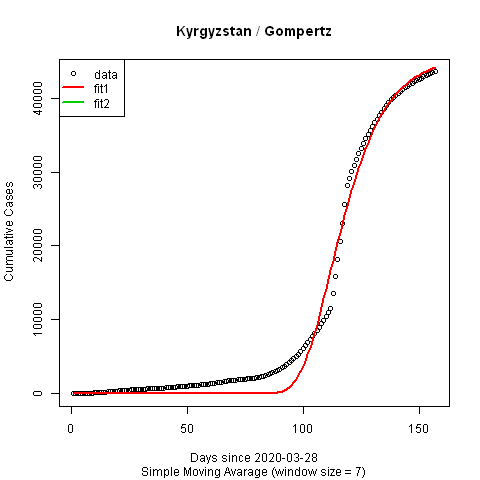 Kyrgyzstan / Gompertz
data
fit1
fit2
Cumulative Cases
0
10000
20000
30000
40000
0
50
100
150
Days since 2020-03-28
Simple Moving Avarage (window size = 7)